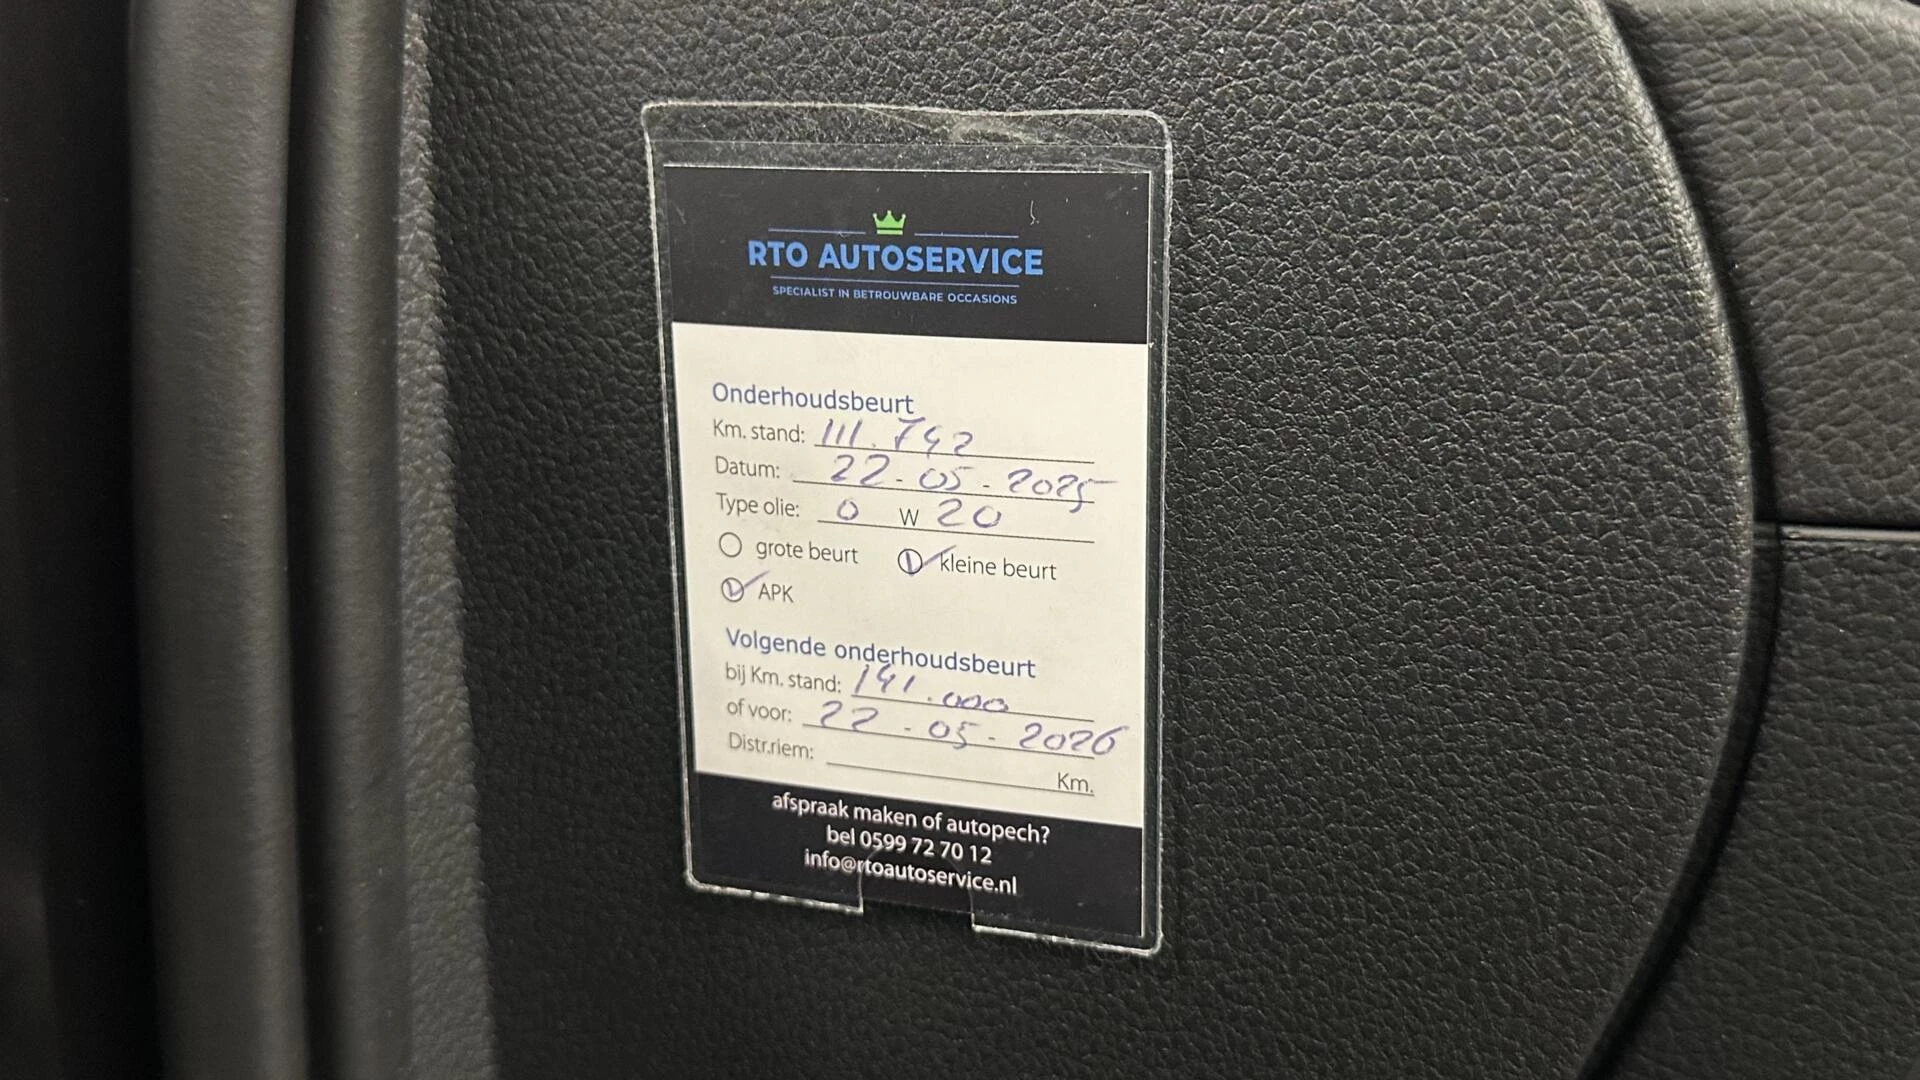 RTO AUTOSERVICE
SPECIALIST IN BETROUWBARE OCCASIONS
Onderhoudsbeurt
Km. stand: 111.742
Datum: 22-05-2025
Type olie: 0 W 20
grote beurt kleine beurt
APK
Volgende onderhoudsbeurt
bij Km. stand: 141.000
of voor: 22-05-2026
Distr.riem: Km.
afspraak maken of autopech?
bel 0599 72 70 12
info@rtoautoservice.nl